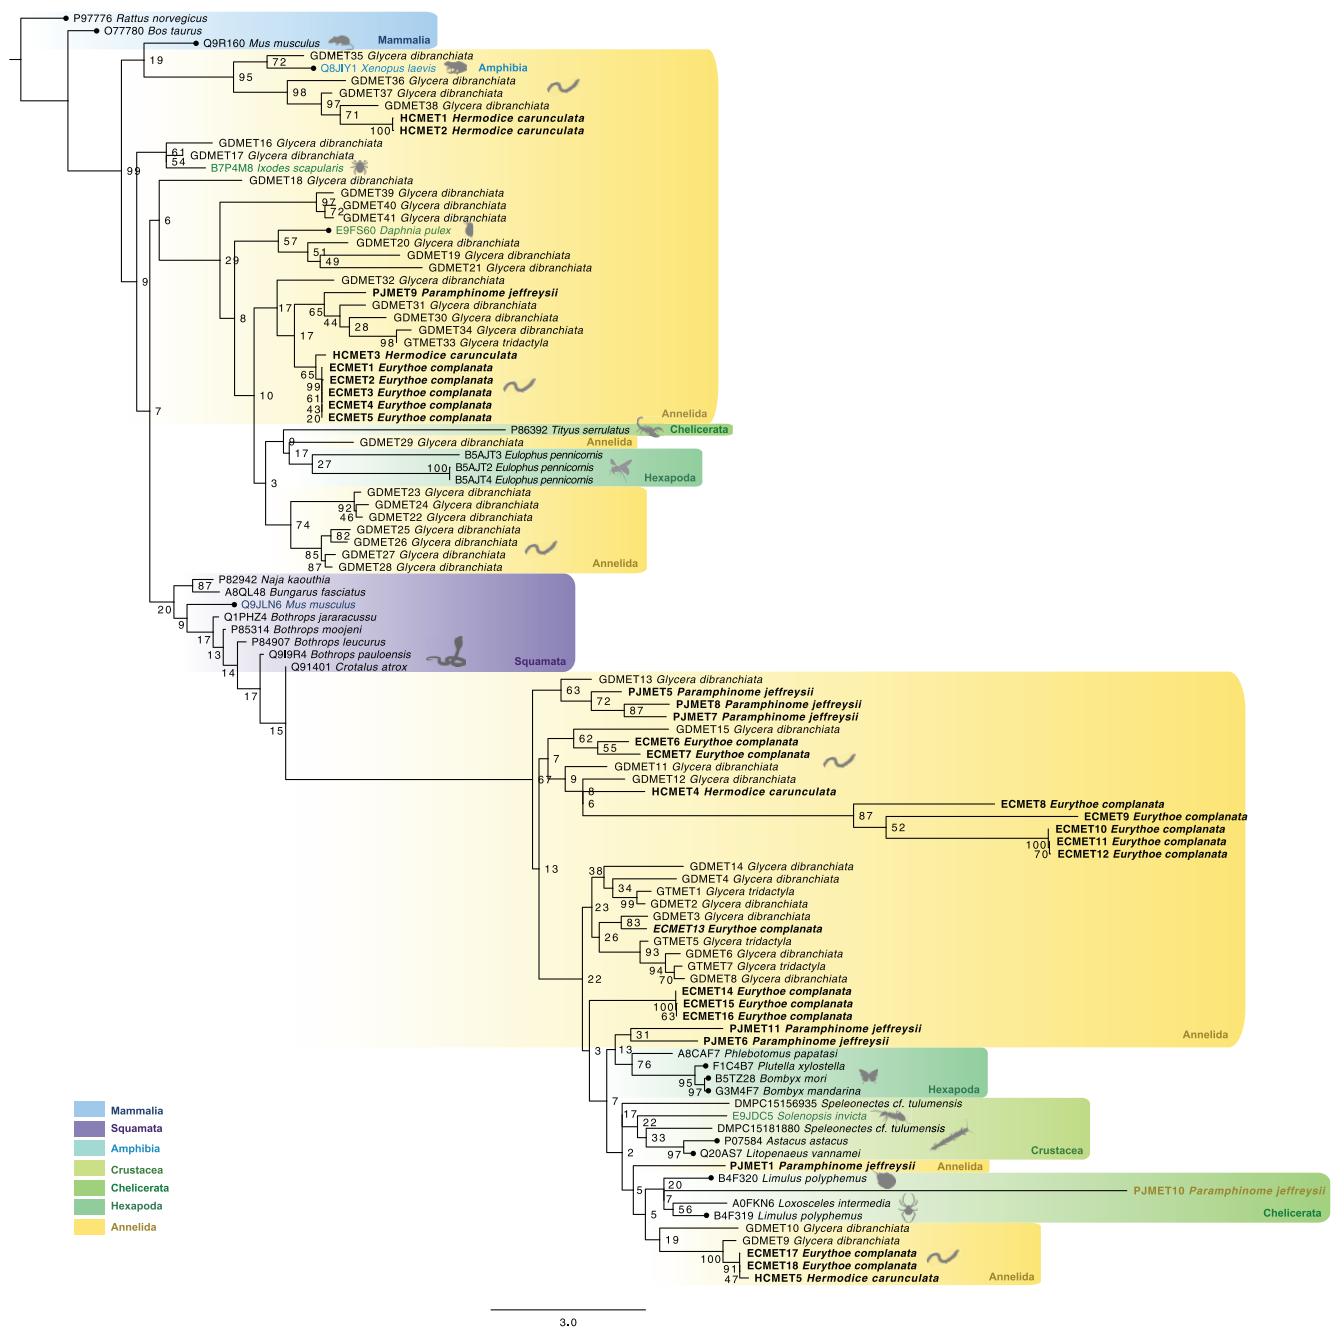 P97776 Rattus norvegicus
O77780 Bos taurus
Q9R160 Mus musculus
Mammalia
19
GDMET35 Glycera dibranchiata
72
Q8JIY1 Xenopus laevis
Amphibia
95
GDMET36 Glycera dibranchiata
98
GDMET37 Glycera dibranchiata
97
GDMET38 Glycera dibranchiata
71
HCMET1 Hermodice carunculata
100
HCMET2 Hermodice carunculata
GDMET16 Glycera dibranchiata
61
GDMET17 Glycera dibranchiata
54
99
B7P4M8 Ixodes scapularis
GDMET18 Glycera dibranchiata
GDMET39 Glycera dibranchiata
97
GDMET40 Glycera dibranchiata
72
6
GDMET41 Glycera dibranchiata
E9FS60 Daphnia pulex
57
GDMET20 Glycera dibranchiata
51
GDMET19 Glycera dibranchiata
29
49
GDMET21 Glycera dibranchiata
9
GDMET32 Glycera dibranchiata
PJMET9 Paramphinome jeffreysii
17
GDMET31 Glycera dibranchiata
65
8
GDMET30 Glycera dibranchiata
44
28
GDMET34 Glycera dibranchiata
17
98
GTMET33 Glycera tridactyla
HCMET3 Hermodice carunculata
ECMET1 Eurythoe complanata
65
ECMET2 Eurythoe complanata
99
ECMET3 Eurythoe complanata
10
61
ECMET4 Eurythoe complanata
7
43
ECMET5 Eurythoe complanata
20
Annelida
P86392 Tityus serrulatus
Chelicerata
9
GDMET29 Glycera dibranchiata
Annelida
17
B5AJT3 Eulophus pennicornis
27
100
B5AJT2 Eulophus pennicornis
B5AJT4 Eulophus pennicornis
Hexapoda
3
GDMET23 Glycera dibranchiata
92
GDMET24 Glycera dibranchiata
46
GDMET22 Glycera dibranchiata
74
GDMET25 Glycera dibranchiata
82
GDMET26 Glycera dibranchiata
85
GDMET27 Glycera dibranchiata
87
GDMET28 Glycera dibranchiata
Annelida
P82942 Naja kaouthia
87
A8QL48 Bungarus fasciatus
20
Q9JLN6 Mus musculus
9
Q1PHZ4 Bothrops jararacussu
17
P85314 Bothrops moojeni
13
P84907 Bothrops leucurus
14
Q9I9R4 Bothrops pauloensis
17
Q91401 Crotalus atrox
Squamata
15
GDMET13 Glycera dibranchiata
63
PJMET5 Paramphinome jeffreysii
72
PJMET8 Paramphinome jeffreysii
87
PJMET7 Paramphinome jeffreysii
GDMET15 Glycera dibranchiata
62
ECMET6 Eurythoe complanata
55
ECMET7 Eurythoe complanata
7
GDMET11 Glycera dibranchiata
67
9
GDMET12 Glycera dibranchiata
8
HCMET4 Hermodice carunculata
6
ECMET8 Eurythoe complanata
87
ECMET9 Eurythoe complanata
52
ECMET10 Eurythoe complanata
100
ECMET11 Eurythoe complanata
70
ECMET12 Eurythoe complanata
13
GDMET14 Glycera dibranchiata
38
GDMET4 Glycera dibranchiata
34
GTMET1 Glycera tridactyla
99
GDMET2 Glycera dibranchiata
23
GDMET3 Glycera dibranchiata
83
ECMET13 Eurythoe complanata
26
GTMET5 Glycera tridactyla
93
GDMET6 Glycera dibranchiata
94
GTMET7 Glycera tridactyla
70
GDMET8 Glycera dibranchiata
22
ECMET14 Eurythoe complanata
100
ECMET15 Eurythoe complanata
63
ECMET16 Eurythoe complanata
PJMET11 Paramphinome jeffreysii
31
PJMET6 Paramphinome jeffreysii
Annelida
3
13
A8CAF7 Phlebotomus papatasi
76
F1C4B7 Plutella xylostella
95
B5TZ28 Bombyx mori
97
G3M4F7 Bombyx mandarina
Hexapoda
7
DMPC15156935 Speleonectes cf. tulumensis
17
E9JDC5 Solenopsis invicta
22
DMPC15181880 Speleonectes cf. tulumensis
33
P07584 Astacus astacus
97
Q20AS7 Litopenaeus vannamei
Crustacea
2
PJMET1 Paramphinome jeffreysii
Annelida
B4F320 Limulus polyphemus
20
5
PJMET10 Paramphinome jeffreysii
7
A0FKN6 Loxosceles intermedia
56
5
B4F319 Limulus polyphemus
Chelicerata
GDMET10 Glycera dibranchiata
19
GDMET9 Glycera dibranchiata
100
ECMET17 Eurythoe complanata
91
ECMET18 Eurythoe complanata
47
HCMET5 Hermodice carunculata
Annelida
Mammalia
Squamata
Amphibia
Crustacea
Chelicerata
Hexapoda
Annelida
3.0